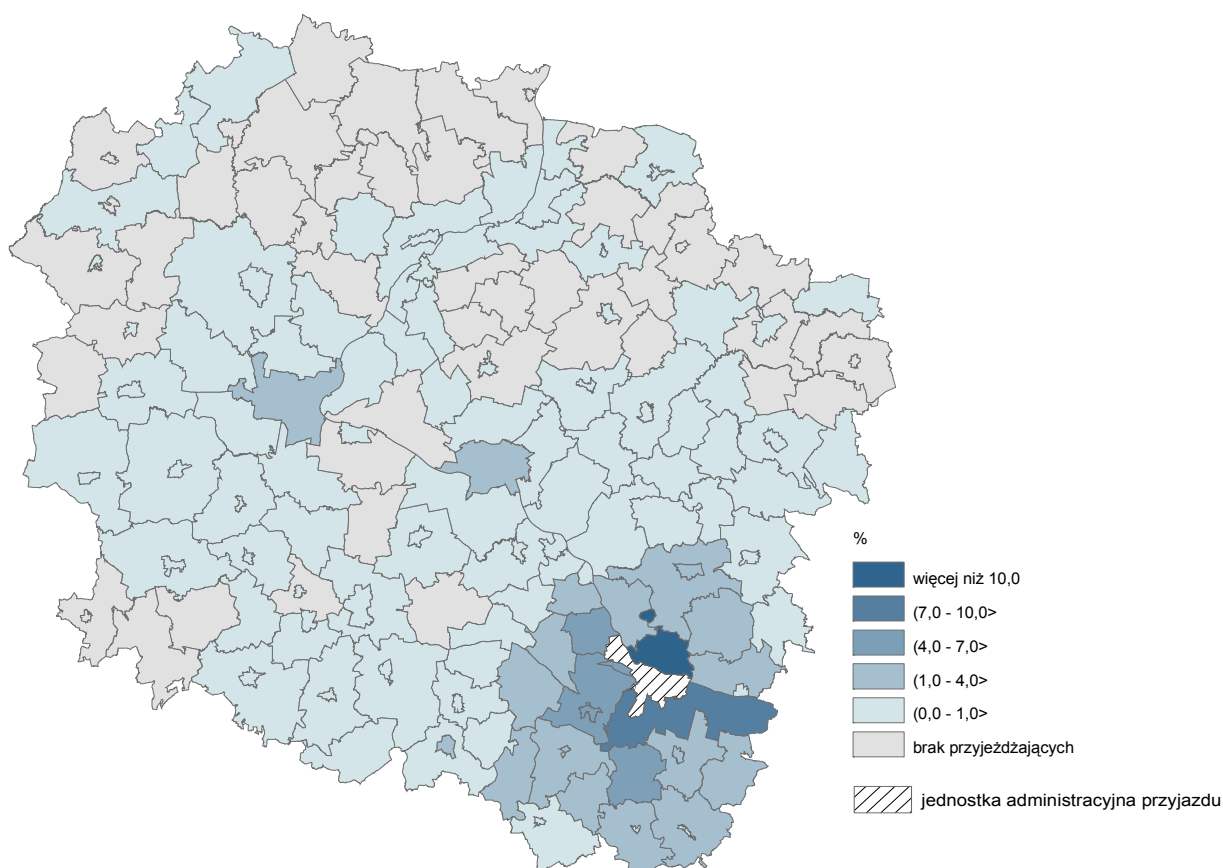 %
więcej niż 10,0
(7,0 - 10,0>
(4,0 - 7,0>
(1,0 - 4,0>
(0,0 - 1,0>
brak przyjeżdżających
jednostka administracyjna przyjazdu